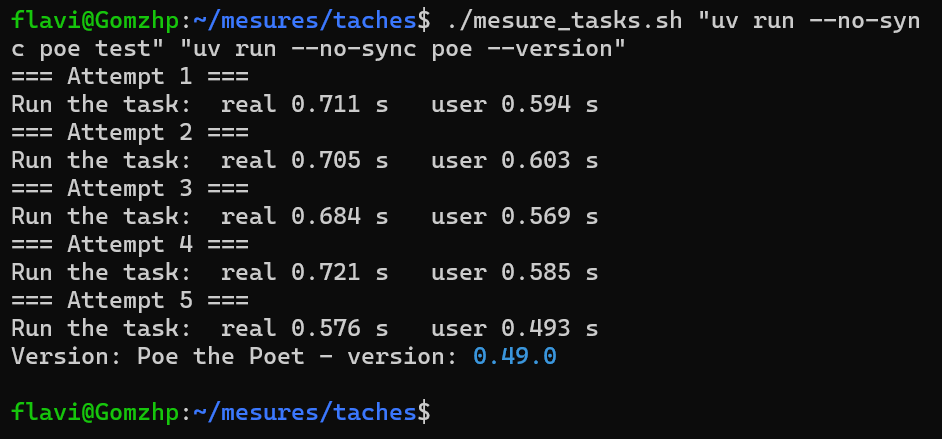 flavi@Gomzhp:~/mesures/taches$ ./mesure_tasks.sh "uv run --no-syn
c poe test" "uv run --no-sync poe --version"
=== Attempt 1 ===
Run the task:  real 0.711 s   user 0.594 s
=== Attempt 2 ===
Run the task:  real 0.705 s   user 0.603 s
=== Attempt 3 ===
Run the task:  real 0.684 s   user 0.569 s
=== Attempt 4 ===
Run the task:  real 0.721 s   user 0.585 s
=== Attempt 5 ===
Run the task:  real 0.576 s   user 0.493 s
Version: Poe the Poet - version: 0.49.0
flavi@Gomzhp:~/mesures/taches$